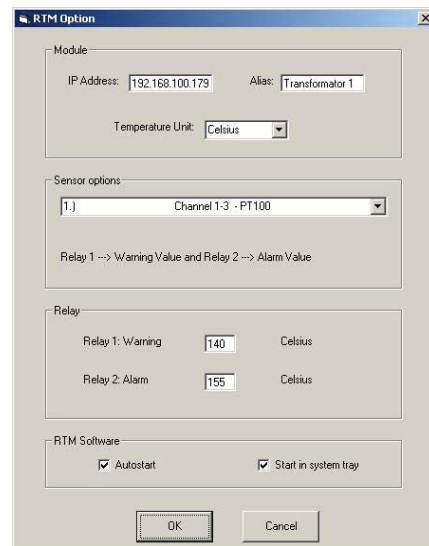 RTM Option
Module
IP Address: 192.168.100.179 Alias: Transformator 1
Temperature Unit: Celsius
Sensor options
1.) Channel 1-3 - PT100
Relay 1 ---> Warning Value and Relay 2 --> Alarm Value
Relay
Relay 1: Warning 140 Celsius
Relay 2: Alarm 155 Celsius
RTM Software
Autostart Start in system tray
OK Cancel